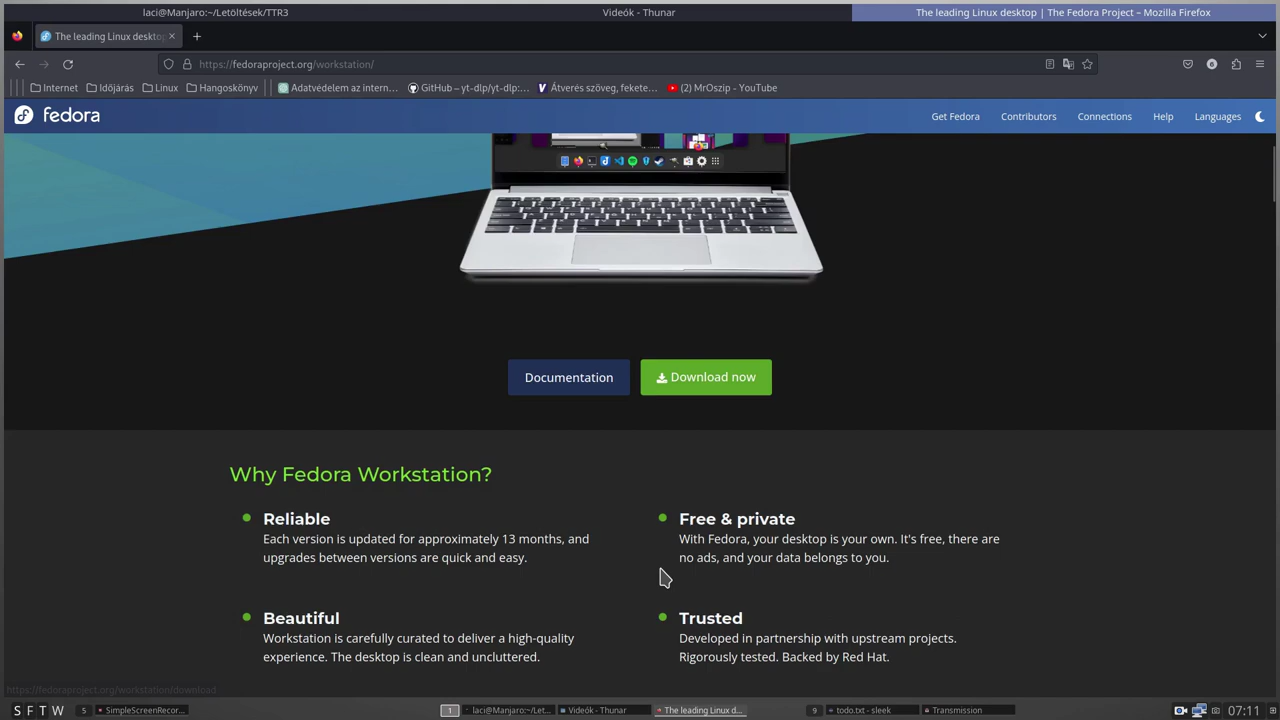 laci@Manjaro:~/Letöltések/TTR3
Videók - Thunar
The leading Linux desktop | The Fedora Project – Mozilla Firefox
The leading Linux deskto
https://fedoraproject.org/workstation/
6
Internet
Időjárás
Linux
Hangoskönyv
Adatvédelem az intern...
GitHub – yt-dlp/yt-dlp:...
Átverés szöveg, fekete...
(2) MrOszip - YouTube
fedora
Get Fedora
Contributors
Connections
Help
Languages
Documentation
Download now
Why Fedora Workstation?
Reliable
Each version is updated for approximately 13 months, and
upgrades between versions are quick and easy.
Free & private
With Fedora, your desktop is your own. It's free, there are
no ads, and your data belongs to you.
Beautiful
Workstation is carefully curated to deliver a high-quality
experience. The desktop is clean and uncluttered.
Trusted
Developed in partnership with upstream projects.
Rigorously tested. Backed by Red Hat.
https://fedoraproject.org/workstation/download
S F T W
5
SimpleScreenRecor...
1
laci@Manjaro:~/Let...
Videók - Thunar
The leading Linux d...
9
todo.txt - sleek
Transmission
07:11